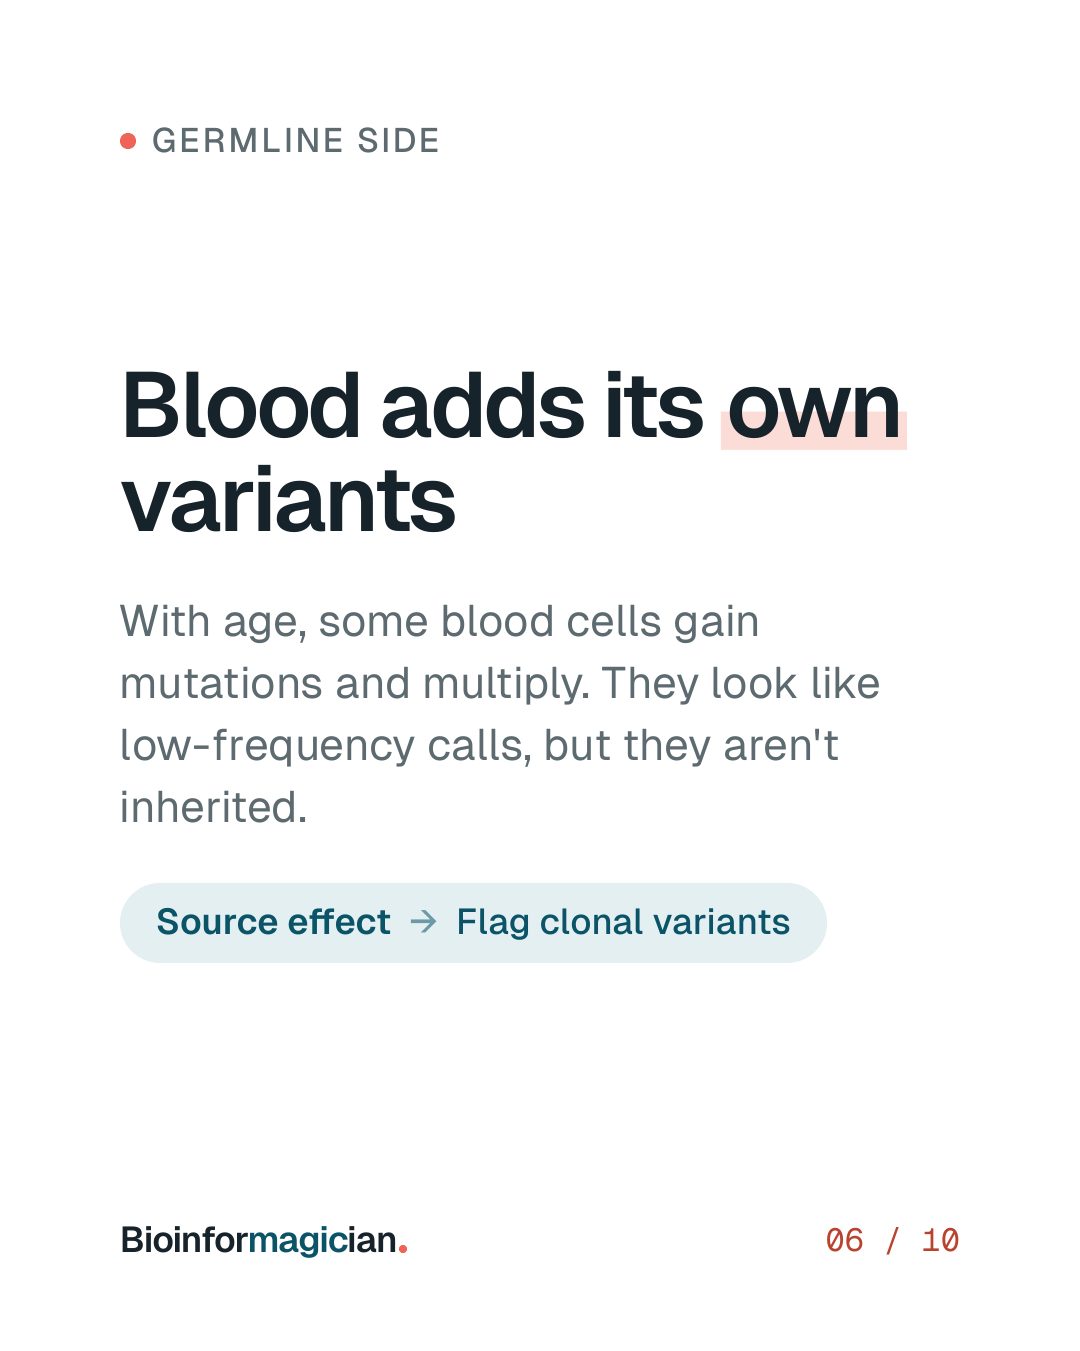 GERMLINE SIDE
Blood adds its own
variants
With age, some blood cells gain
mutations and multiply. They look like
low-frequency calls, but they aren't
inherited.
Source effect → Flag clonal variants
Bioinformagician.
06 / 10